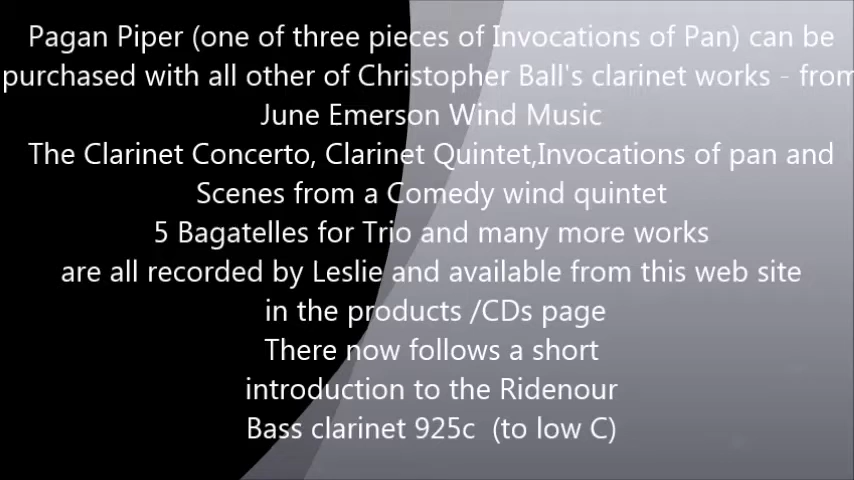 Pagan Piper (one of three pieces of Invocations of Pan) can be
purchased with all other of Christopher Ball's clarinet works - from
June Emerson Wind Music
The Clarinet Concerto, Clarinet Quintet,Invocations of pan and
Scenes from a Comedy wind quintet
5 Bagatelles for Trio and many more works
are all recorded by Leslie and available from this web site
in the products /CDs page
There now follows a short
introduction to the Ridenour
Bass clarinet 925c  (to low C)